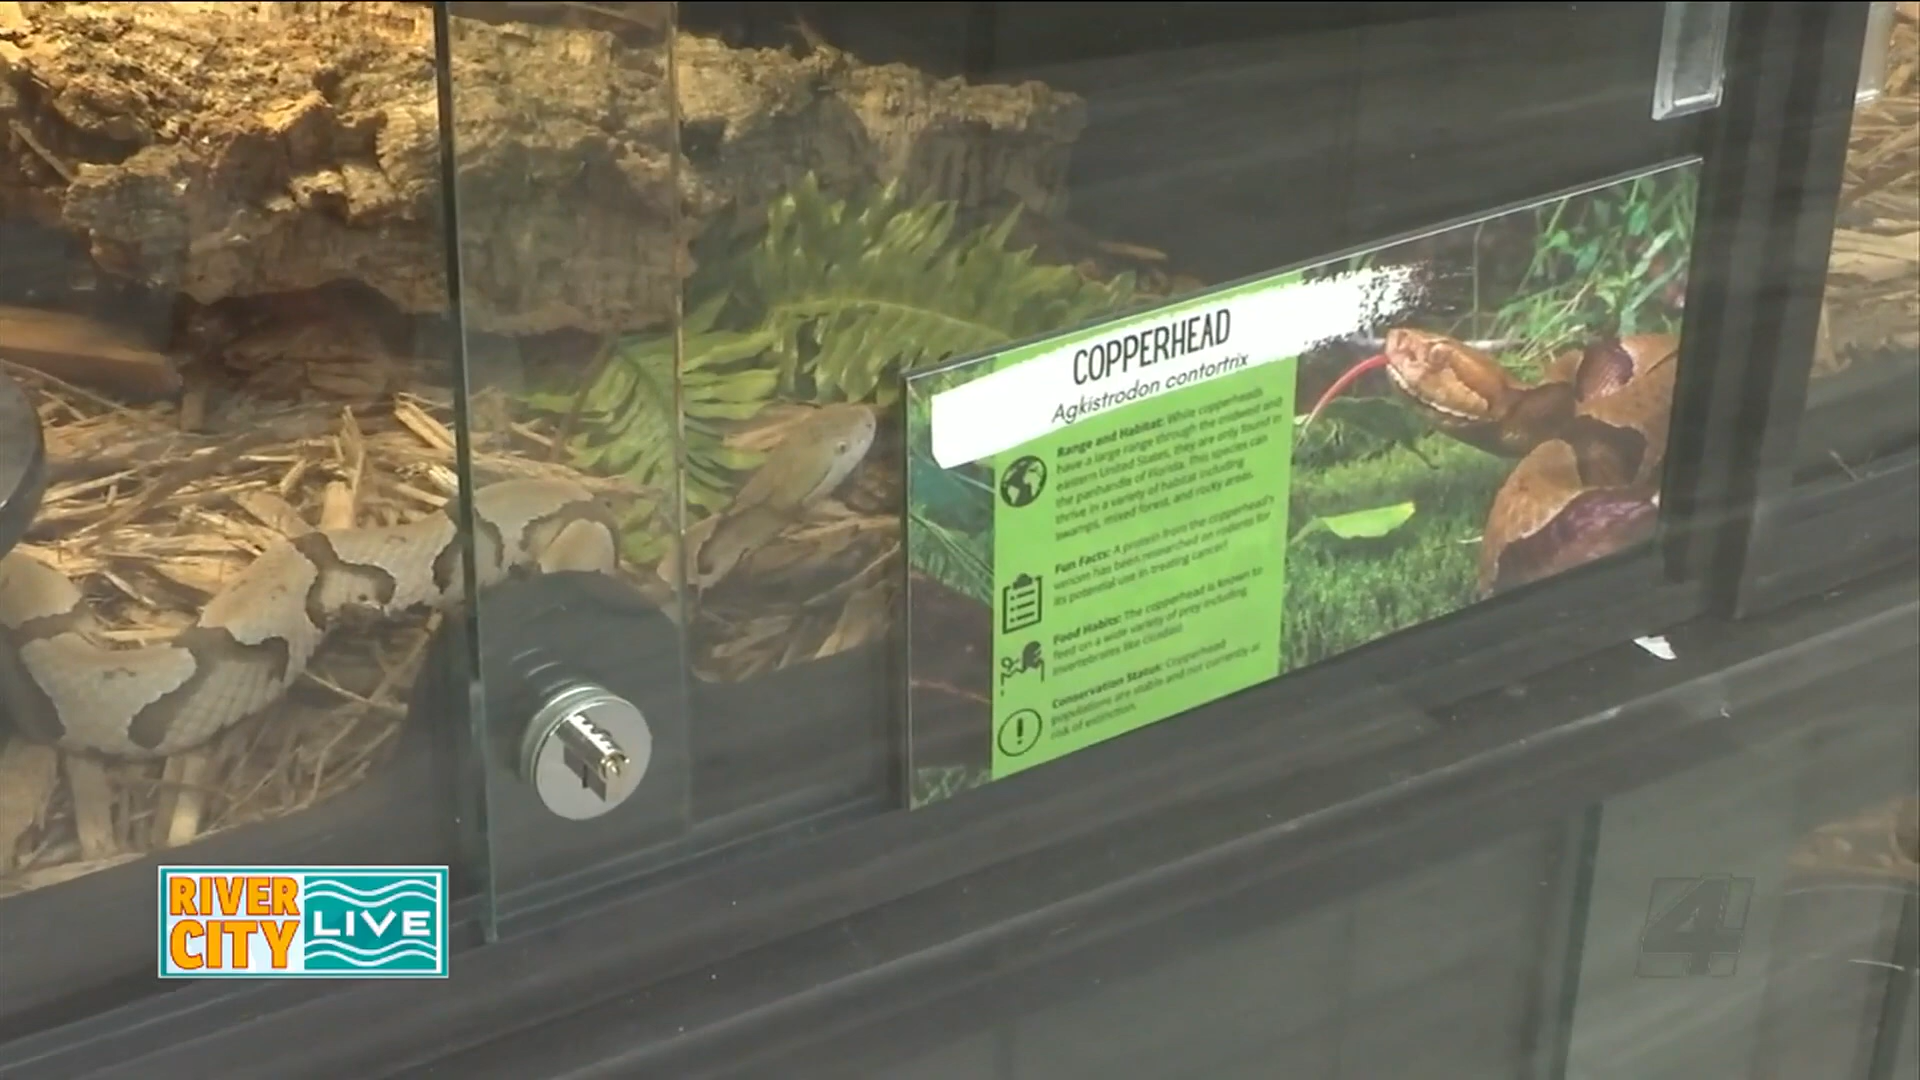 COPPERHEAD
Agkistrodon contortrix
Range and Habitat: While copperheads
have a large range through the midwest and
eastern United States, they are only found in
the panhandle of Florida. This species can
thrive in a variety of habitat including
swamps, mixed forest, and rocky areas.
Fun Facts: A protein from the copperhead's
venom has been researched on rodents for
its potential use in treating cancer!
Food Habits: The copperhead is known to
feed on a wide variety of prey including
invertebrates like cicadas!
Conservation Status: Copperhead
populations are stable and not currently at
risk of extinction.
RIVER
CITY
LIVE
4